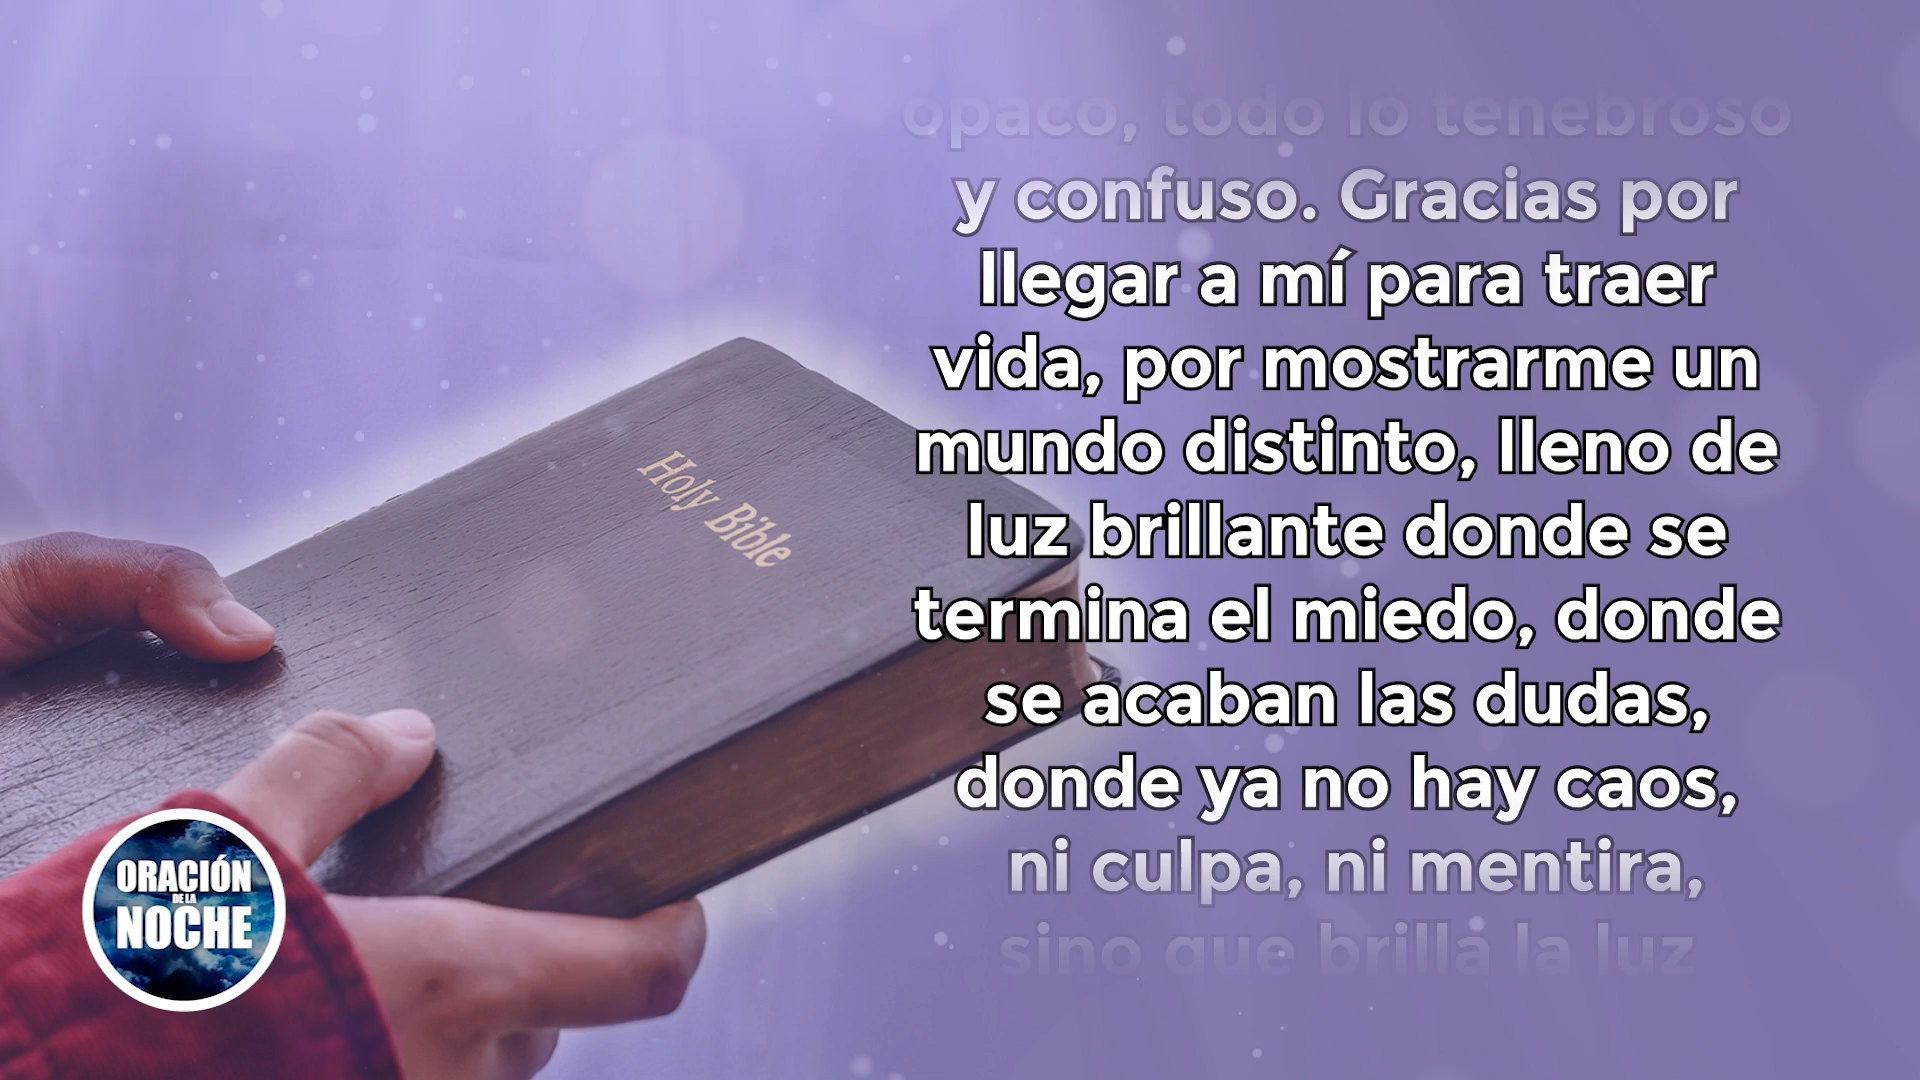 opaco, todo lo tenebroso
y confuso. Gracias por
llegar a mí para traer
vida, por mostrarme un
mundo distinto, lleno de
luz brillante donde se
termina el miedo, donde
se acaban las dudas,
donde ya no hay caos,
ni culpa, ni mentira,
sino que brilla la luz
Holy Bible
ORACIÓN
DE LA
NOCHE